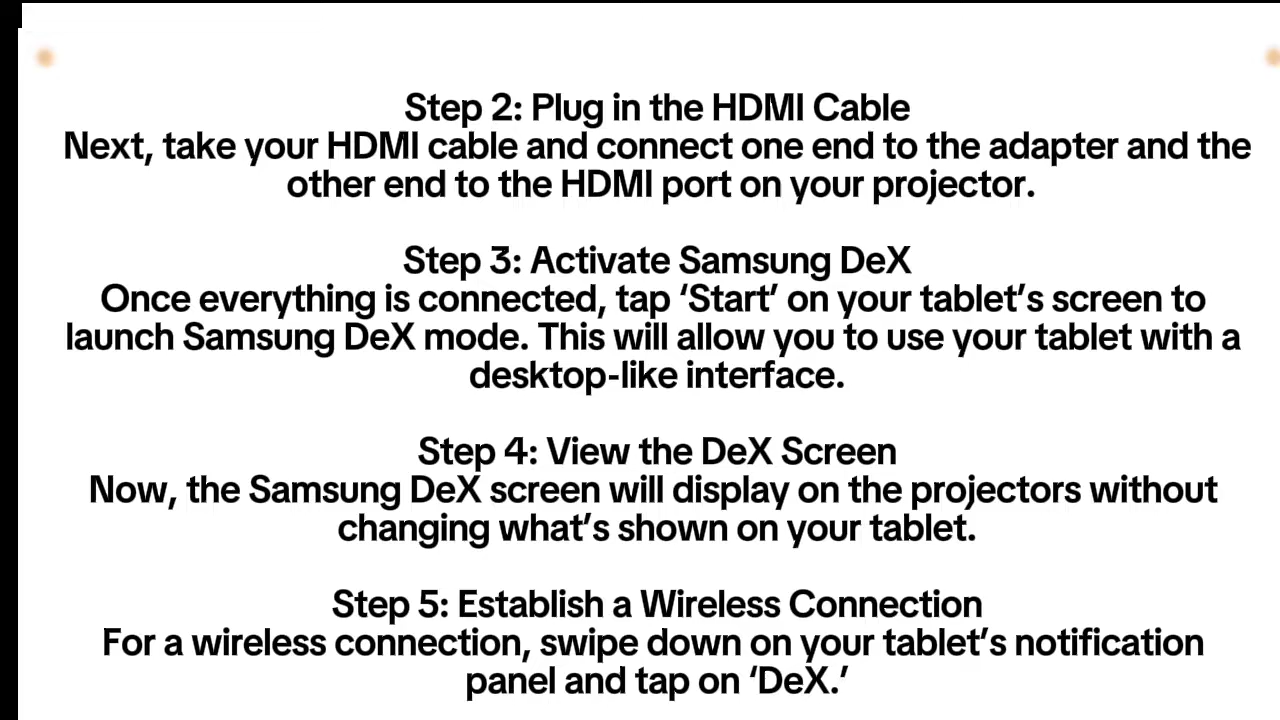 Step 2: Plug in the HDMI Cable
Next, take your HDMI cable and connect one end to the adapter and the
other end to the HDMI port on your projector.
Step 3: Activate Samsung DeX
Once everything is connected, tap ‘Start’ on your tablet’s screen to
launch Samsung DeX mode. This will allow you to use your tablet with a
desktop-like interface.
Step 4: View the DeX Screen
Now, the Samsung DeX screen will display on the projectors without
changing what’s shown on your tablet.
Step 5: Establish a Wireless Connection
For a wireless connection, swipe down on your tablet’s notification
panel and tap on ‘DeX.’